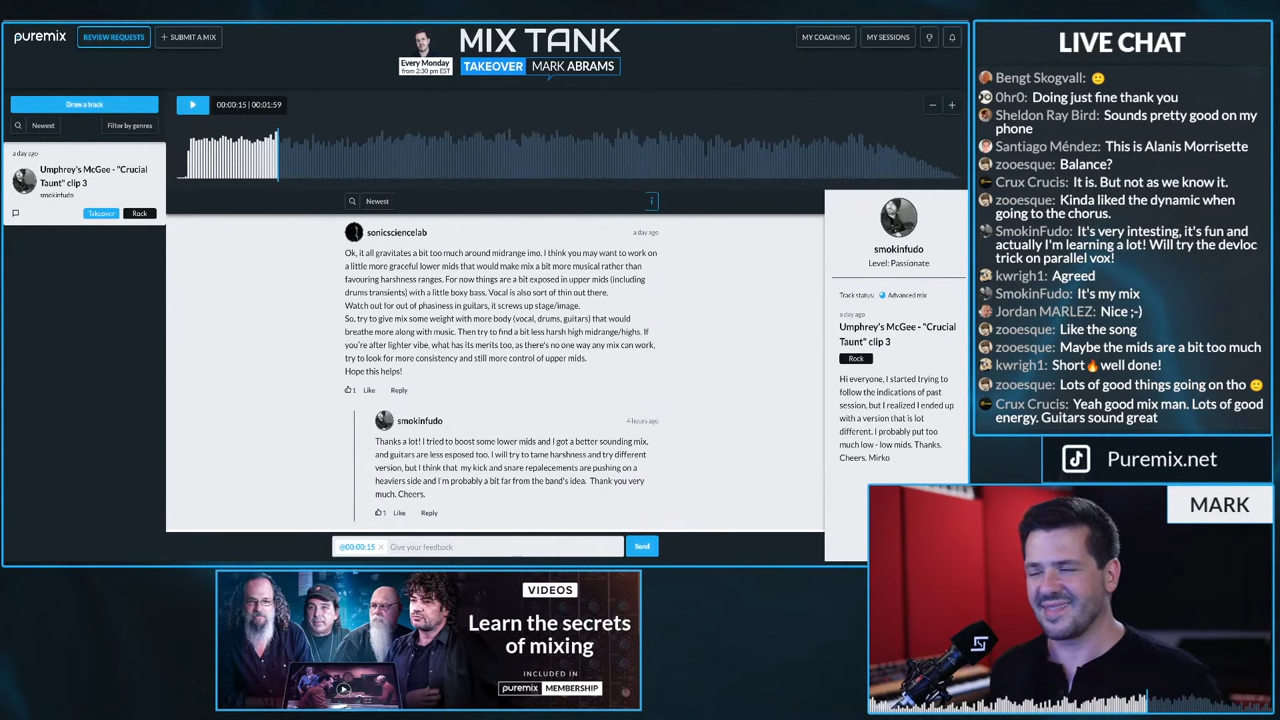 puremix
REVIEW REQUESTS
+ SUBMIT A MIX
Every Monday
from 2:30 pm EST
MIX TANK
TAKEOVER MARK ABRAMS
MY COACHING
MY SESSIONS
Draw a track
Newest
Filter by genres
a day ago
Umphrey's McGee - "Crucial
Taunt" clip 3
smokinfudo
Takeover
Rock
00:00:15 | 00:01:59
Newest
sonicsciencelab
a day ago
Ok, it all gravitates a bit too much around midrange imo. I think you may want to work on
a little more graceful lower mids that would make mix a bit more musical rather than
favouring harshness ranges. For now things are a bit exposed in upper mids (including
drums transients) with a little boxy bass. Vocal is also sort of thin out there.
Watch out for out of phasiness in guitars, it screws up stage/image.
So, try to give mix some weight with more body (vocal, drums, guitars) that would
breathe more along with music. Then try to find a bit less harsh high midrange/highs. If
you're after lighter vibe, what has its merits too, as there's no one way any mix can work,
try to look for more consistency and still more control of upper mids.
Hope this helps!
1 Like Reply
smokinfudo
4 hours ago
Thanks a lot! I tried to boost some lower mids and I got a better sounding mix,
and guitars are less esposed too. I will try to tame harshness and try different
version, but I think that my kick and snare repalecements are pushing on a
heaviers side and I'm probably a bit far from the band's idea. Thank you very
much. Cheers.
1 Like Reply
@00:00:15 ×
Give your feedback
Send
smokinfudo
Level: Passionate
Track status: Advanced mix
a day ago
Umphrey's McGee - "Crucial
Taunt" clip 3
Rock
Hi everyone, I started trying to
follow the indications of past
session, but I realized I ended up
with a version that is lot
different. I probably put too
much low - low mids. Thanks.
Cheers. Mirko
LIVE CHAT
Bengt Skogvall: 🙂
0hr0: Doing just fine thank you
Sheldon Ray Bird: Sounds pretty good on my
phone
Santiago Méndez: This is Alanis Morrisette
zooesque: Balance?
Crux Crucis: It is. But not as we know it.
zooesque: Kinda liked the dynamic when
going to the chorus.
SmokinFudo: It's very intesting, it's fun and
actually I'm learning a lot! Will try the devloc
trick on parallel vox!
kwrigh1: Agreed
SmokinFudo: It's my mix
Jordan MARLEZ: Nice ;-)
zooesque: Like the song
zooesque: Maybe the mids are a bit too much
kwrigh1: Short🔥well done!
zooesque: Lots of good things going on tho 🙂
Crux Crucis: Yeah good mix man. Lots of good
energy. Guitars sound great
Puremix.net
MARK
VIDEOS
Learn the secrets
of mixing
INCLUDED IN
puremix MEMBERSHIP